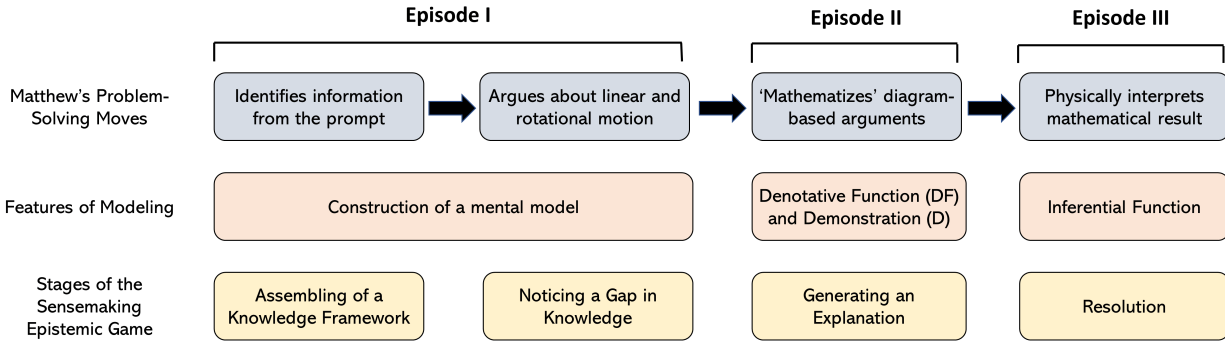 Episode I
Episode II
Episode III
Matthew’s Problem-
Solving Moves
Identifies information
from the prompt
Argues about linear and
rotational motion
‘Mathematizes’ diagram-
based arguments
Physically interprets
mathematical result
Features of Modeling
Construction of a mental model
Denotative Function (DF)
and Demonstration (D)
Inferential Function
Stages of the
Sensemaking
Epistemic Game
Assembling of a
Knowledge Framework
Noticing a Gap in
Knowledge
Generating an
Explanation
Resolution